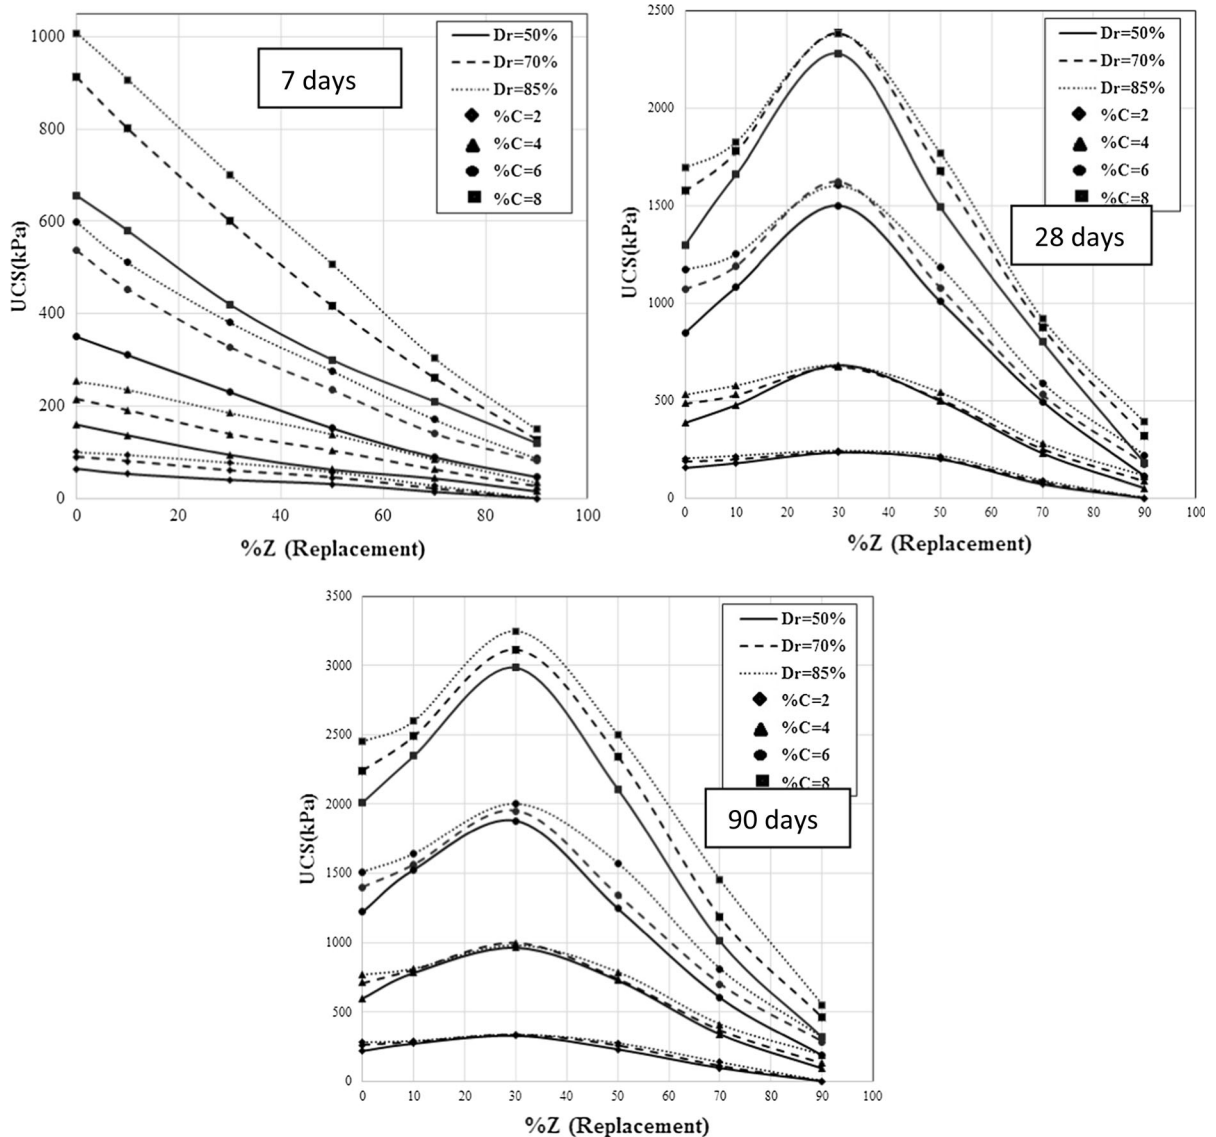 1000
800
600
400
200
0
0 20 40 60 80 100
UCS(kPa)
%Z (Replacement)
7 days
Dr=50%
Dr=70%
Dr=85%
%C=2
%C=4
%C=6
%C=8
2500
2000
1500
1000
500
0
0 10 20 30 40 50 60 70 80 90 100
UCS(kPa)
%Z (Replacement)
Dr=50%
Dr=70%
Dr=85%
%C=2
%C=4
%C=6
%C=8
28 days
3500
3000
2500
2000
1500
1000
500
0
0 10 20 30 40 50 60 70 80 90 100
UCS(kPa)
%Z (Replacement)
Dr=50%
Dr=70%
Dr=85%
%C=2
%C=4
%C=6
%C=8
90 days